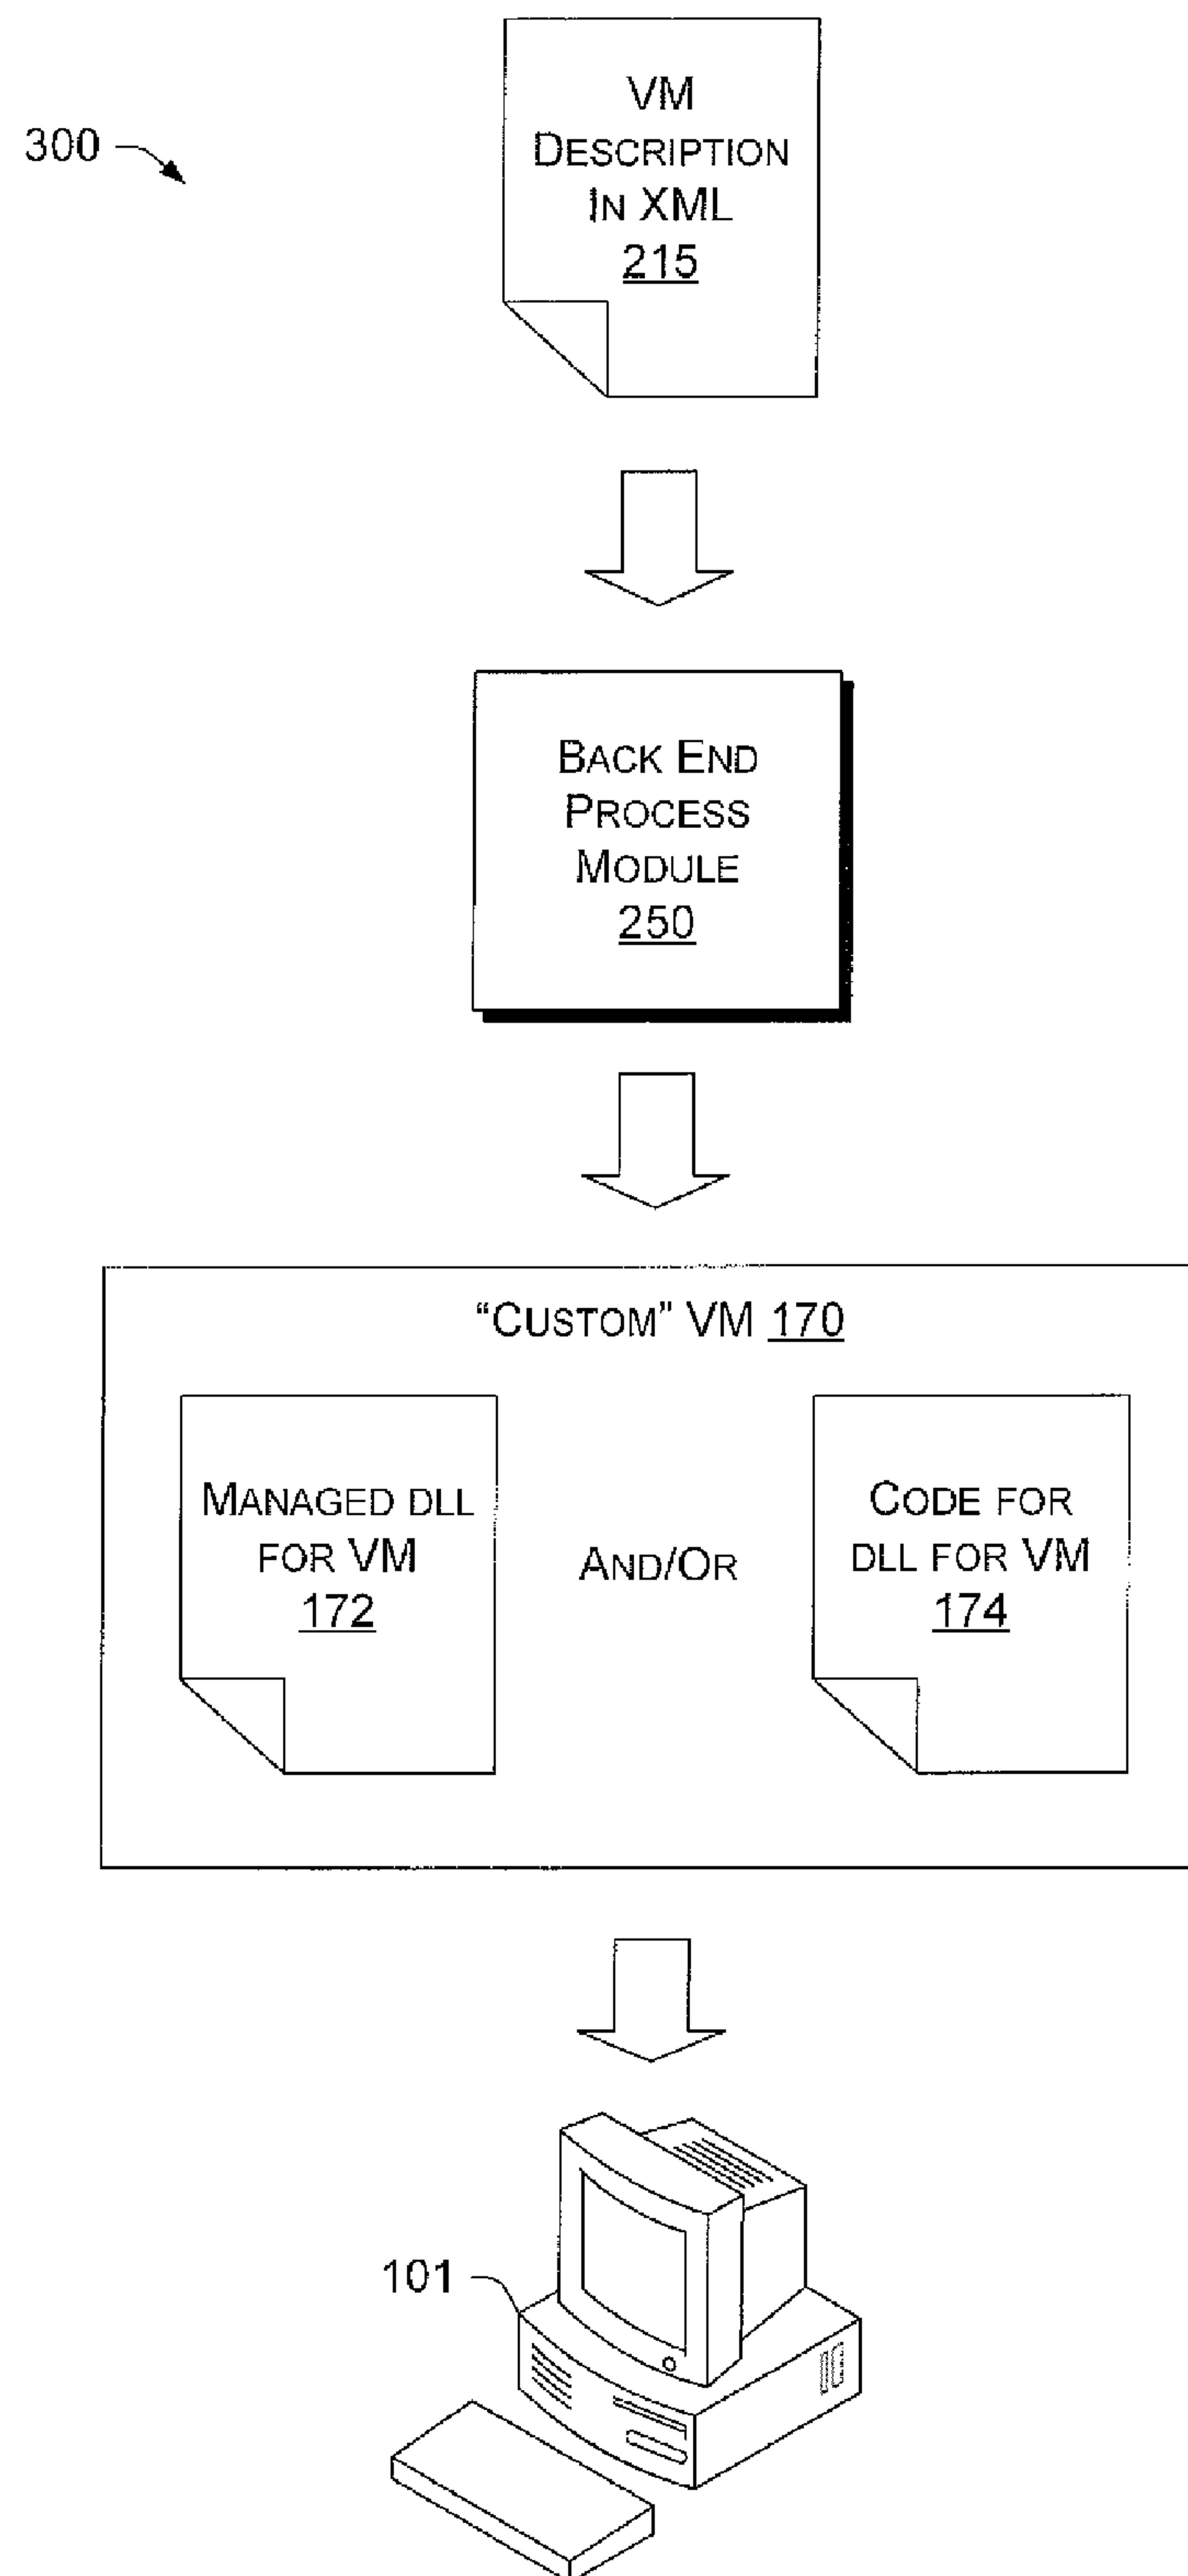 300
VM
DESCRIPTION
IN XML
215
BACK END
PROCESS
MODULE
250
“CUSTOM” VM 170
MANAGED DLL
FOR VM
172
AND/OR
CODE FOR
DLL FOR VM
174
101